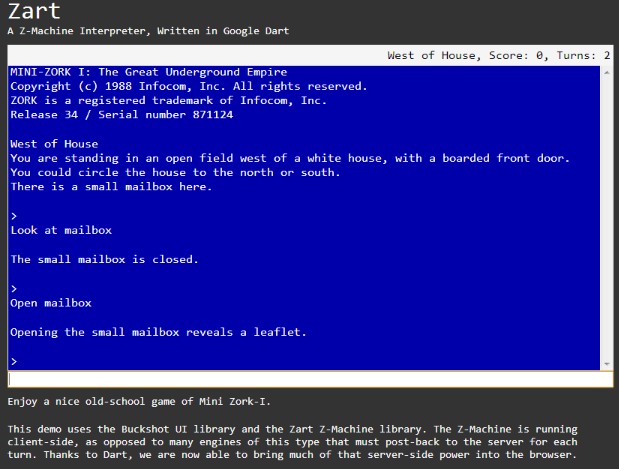 Zart
A Z-Machine Interpreter, Written in Google Dart
West of House, Score: 0, Turns: 2
MINI-ZORK I: The Great Underground Empire
Copyright (c) 1988 Infocom, Inc. All rights reserved.
ZORK is a registered trademark of Infocom, Inc.
Release 34 / Serial number 871124
West of House
You are standing in an open field west of a white house, with a boarded front door.
You could circle the house to the north or south.
There is a small mailbox here.
>
Look at mailbox
The small mailbox is closed.
>
Open mailbox
Opening the small mailbox reveals a leaflet.
>
Enjoy a nice old-school game of Mini Zork-I.
This demo uses the Buckshot UI library and the Zart Z-Machine library. The Z-Machine is running
client-side, as opposed to many engines of this type that must post-back to the server for each
turn. Thanks to Dart, we are now able to bring much of that server-side power into the browser.